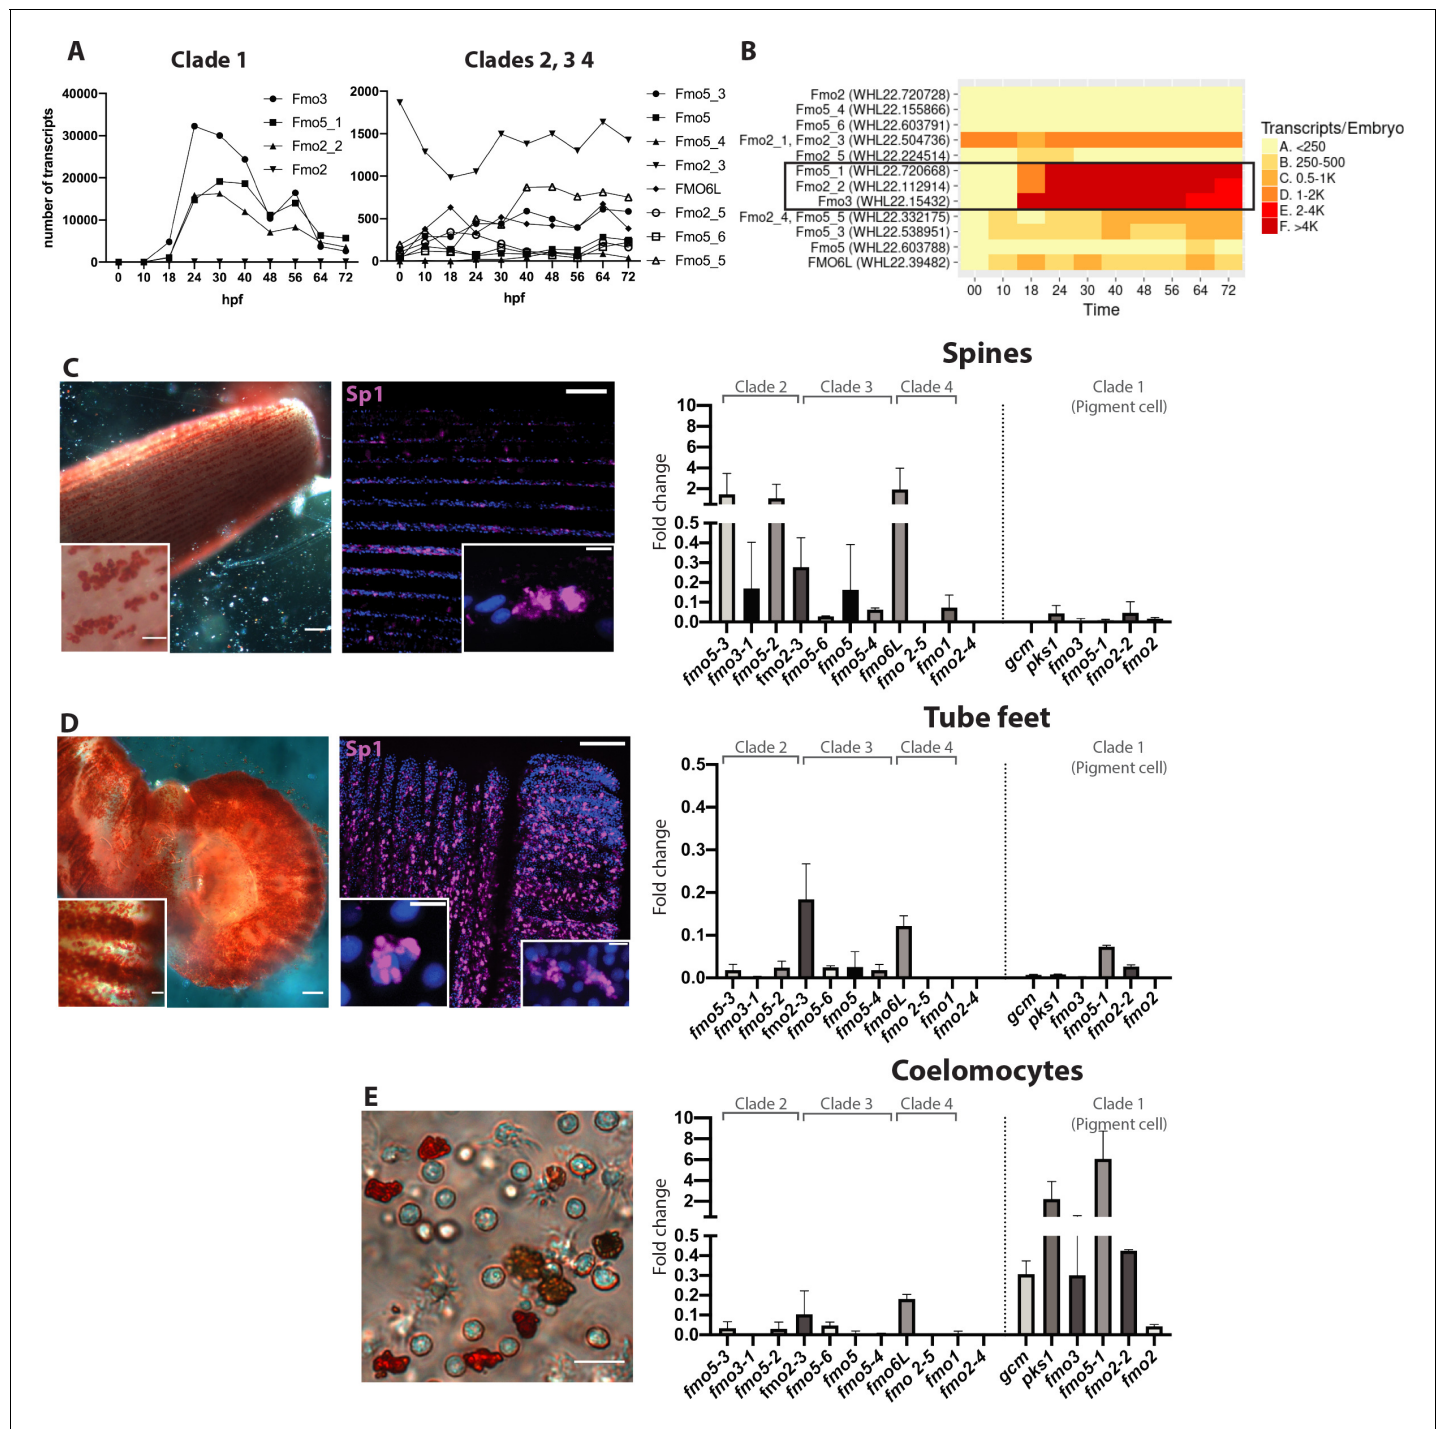 A
Clade 1
number of transcripts
40000
30000
20000
10000
0
0 10 18 24 30 40 48 56 64 72
hpf
Fmo3
Fmo5_1
Fmo2_2
Fmo2
Clades 2, 3 4
2000
1500
1000
500
0
0 10 18 24 30 40 48 56 64 72
hpf
Fmo5_3
Fmo5
Fmo5_4
Fmo2_3
FMO6L
Fmo2_5
Fmo5_6
Fmo5_5
B
Fmo2 (WHL22.720728)
Fmo5_4 (WHL22.155866)
Fmo5_6 (WHL22.603791)
Fmo2_1, Fmo2_3 (WHL22.504736)
Fmo2_5 (WHL22.224514)
Fmo5_1 (WHL22.720668)
Fmo2_2 (WHL22.112914)
Fmo3 (WHL22.15432)
Fmo2_4, Fmo5_5 (WHL22.332175)
Fmo5_3 (WHL22.538951)
Fmo5 (WHL22.603788)
FMO6L (WHL22.39482)
00 10 18 24 30 40 48 56 64 72
Time
Transcripts/Embryo
A. <250
B. 250-500
C. 0.5-1K
D. 1-2K
E. 2-4K
F. >4K
C
Sp1
Spines
Clade 2 Clade 3 Clade 4 Clade 1
(Pigment cell)
Fold change
10
8
6
4
2
0.5
0.4
0.3
0.2
0.1
0.0
fmo5-3 fmo3-1 fmo5-2 fmo2-3 fmo5-6 fmo5 fmo5-4 fmo6L fmo 2-5 fmo1 fmo2-4 gcm pks1 fmo3 fmo5-1 fmo2-2 fmo2
D
Sp1
Tube feet
Clade 2 Clade 3 Clade 4 Clade 1
(Pigment cell)
Fold change
0.5
0.4
0.3
0.2
0.1
0.0
fmo5-3 fmo3-1 fmo5-2 fmo2-3 fmo5-6 fmo5 fmo5-4 fmo6L fmo 2-5 fmo1 fmo2-4 gcm pks1 fmo3 fmo5-1 fmo2-2 fmo2
E
Coelomocytes
Clade 2 Clade 3 Clade 4 Clade 1
(Pigment cell)
Fold change
10
8
6
4
2
0.5
0.4
0.3
0.2
0.1
0.0
fmo5-3 fmo3-1 fmo5-2 fmo2-3 fmo5-6 fmo5 fmo5-4 fmo6L fmo 2-5 fmo1 fmo2-4 gcm pks1 fmo3 fmo5-1 fmo2-2 fmo2